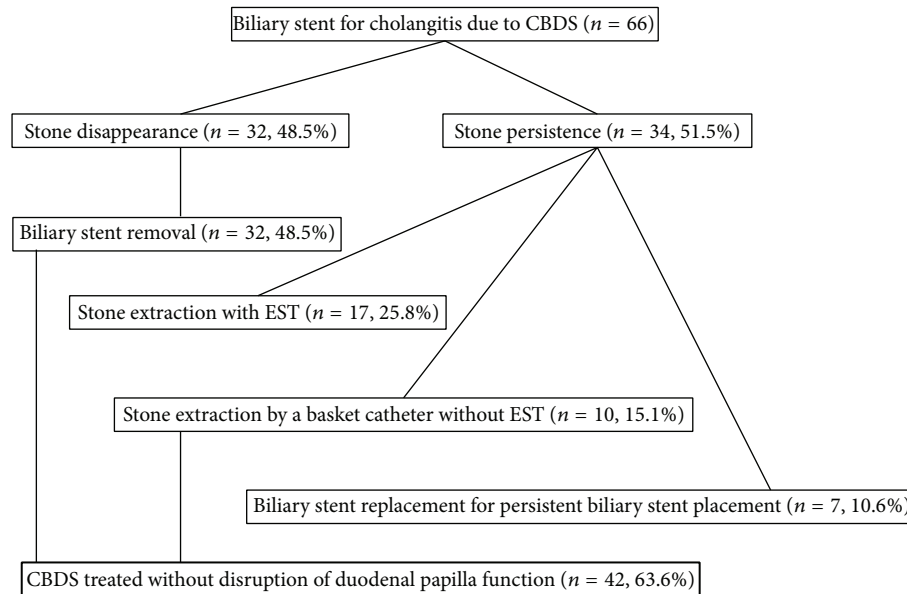 Biliary stent for cholangitis due to CBDS (n = 66)
Stone disappearance (n = 32, 48.5%)
Stone persistence (n = 34, 51.5%)
Biliary stent removal (n = 32, 48.5%)
Stone extraction with EST (n = 17, 25.8%)
Stone extraction by a basket catheter without EST (n = 10, 15.1%)
Biliary stent replacement for persistent biliary stent placement (n = 7, 10.6%)
CBDS treated without disruption of duodenal papilla function (n = 42, 63.6%)